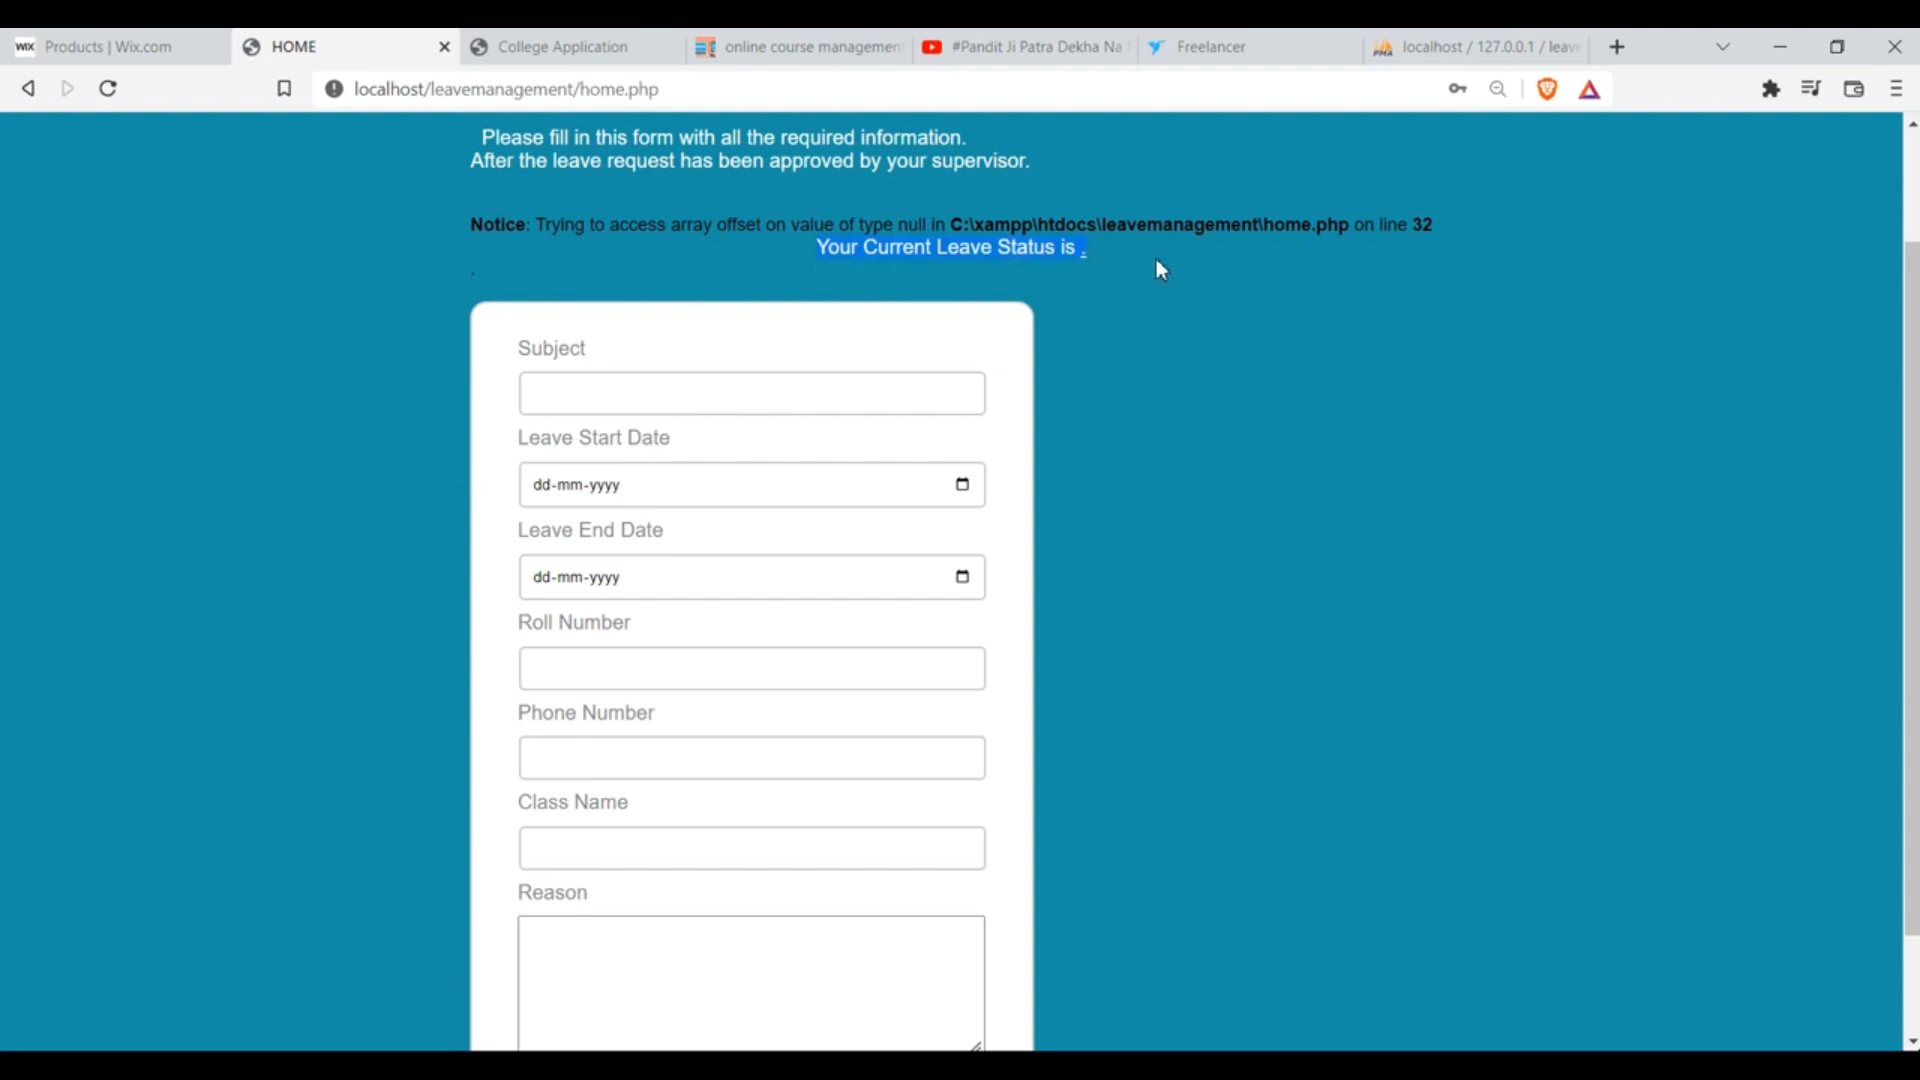 WIX Products | Wix.com
HOME
College Application
online course management
#Pandit Ji Patra Dekha Na
Freelancer
PMA localhost / 127.0.0.1 / leave
localhost/leavemanagement/home.php
Please fill in this form with all the required information.
After the leave request has been approved by your supervisor.
Notice: Trying to access array offset on value of type null in C:\xampp\htdocs\leavemanagement\home.php on line 32
Your Current Leave Status is .
.
Subject
Leave Start Date
dd-mm-yyyy
Leave End Date
dd-mm-yyyy
Roll Number
Phone Number
Class Name
Reason